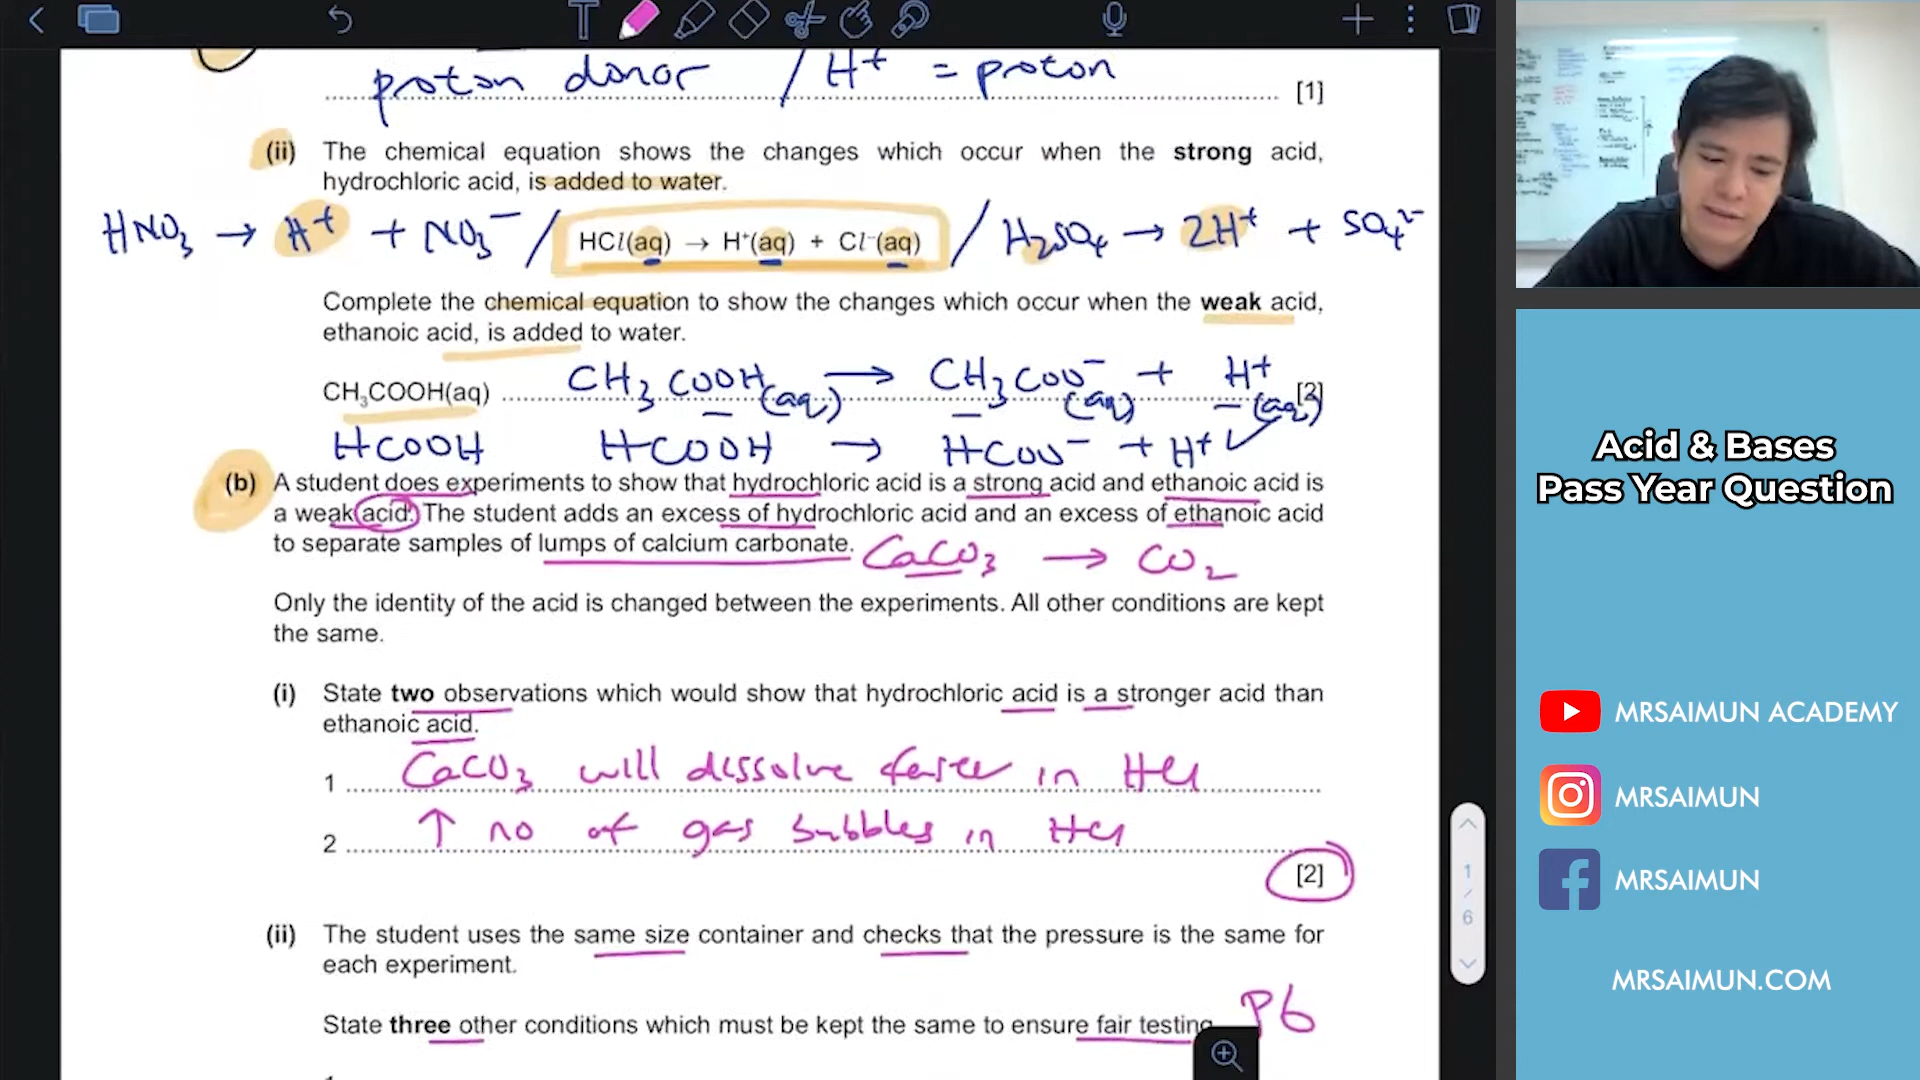 proton donor / H⁺ = proton
[1]
(ii) The chemical equation shows the changes which occur when the strong acid,
hydrochloric acid, is added to water.
HNO₃ → H⁺ + NO₃⁻ / HCl(aq) → H⁺(aq) + Cl⁻(aq) / H₂SO₄ → 2H⁺ + SO₄²⁻
Complete the chemical equation to show the changes which occur when the weak acid,
ethanoic acid, is added to water.
CH₃COOH(aq) CH₃COOH(aq) → CH₃COO⁻(aq) + H⁺(aq) [2]
HCOOH HCOOH → HCOO⁻ + H⁺ ✓
(b) A student does experiments to show that hydrochloric acid is a strong acid and ethanoic acid is
a weak acid. The student adds an excess of hydrochloric acid and an excess of ethanoic acid
to separate samples of lumps of calcium carbonate. CaCO₃ → CO₂
Only the identity of the acid is changed between the experiments. All other conditions are kept
the same.
(i) State two observations which would show that hydrochloric acid is a stronger acid than
ethanoic acid.
1 CaCO₃ will dissolve faster in HCl
2 ↑ no of gas bubbles in HCl
[2]
(ii) The student uses the same size container and checks that the pressure is the same for
each experiment.
State three other conditions which must be kept the same to ensure fair testing P6
1
/
6
Acid & Bases
Pass Year Question
MRSAIMUN ACADEMY
MRSAIMUN
MRSAIMUN
MRSAIMUN.COM